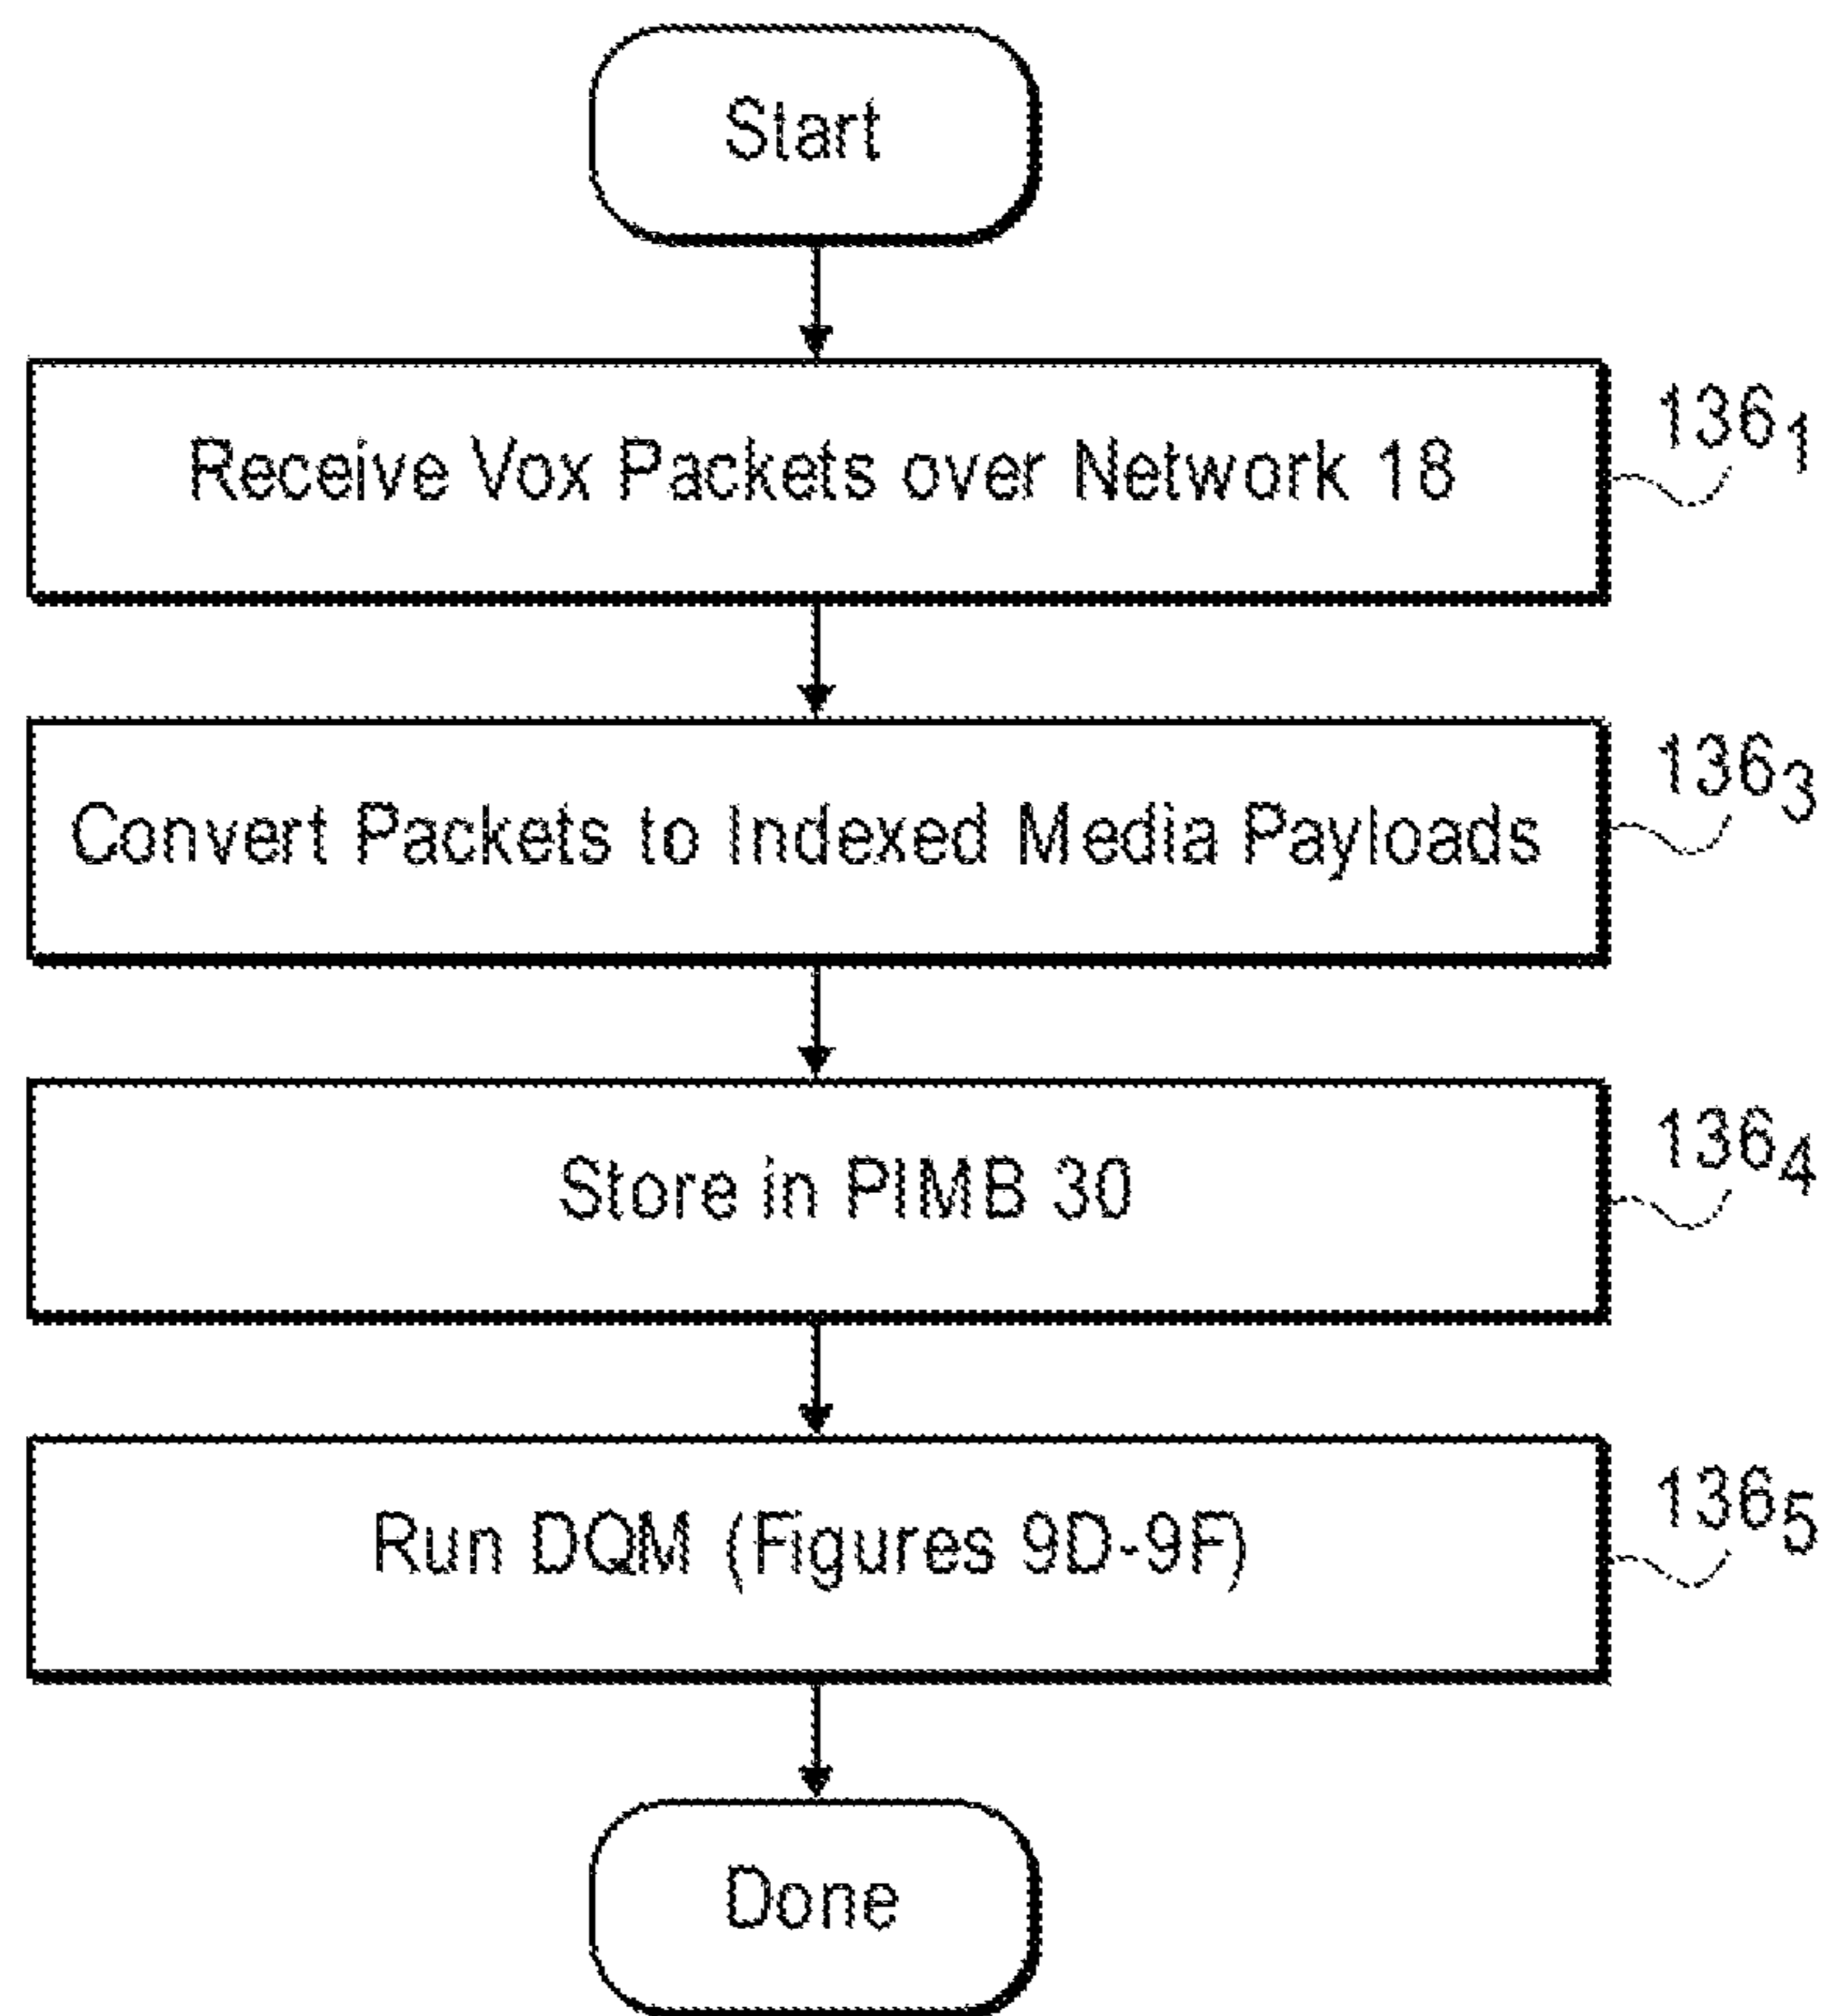 Start
Receive Vox Packets over Network 18
136₁
Convert Packets to Indexed Media Payloads
136₃
Store in PIMB 30
136₄
Run DQM (Figures 9D-9F)
136₅
Done